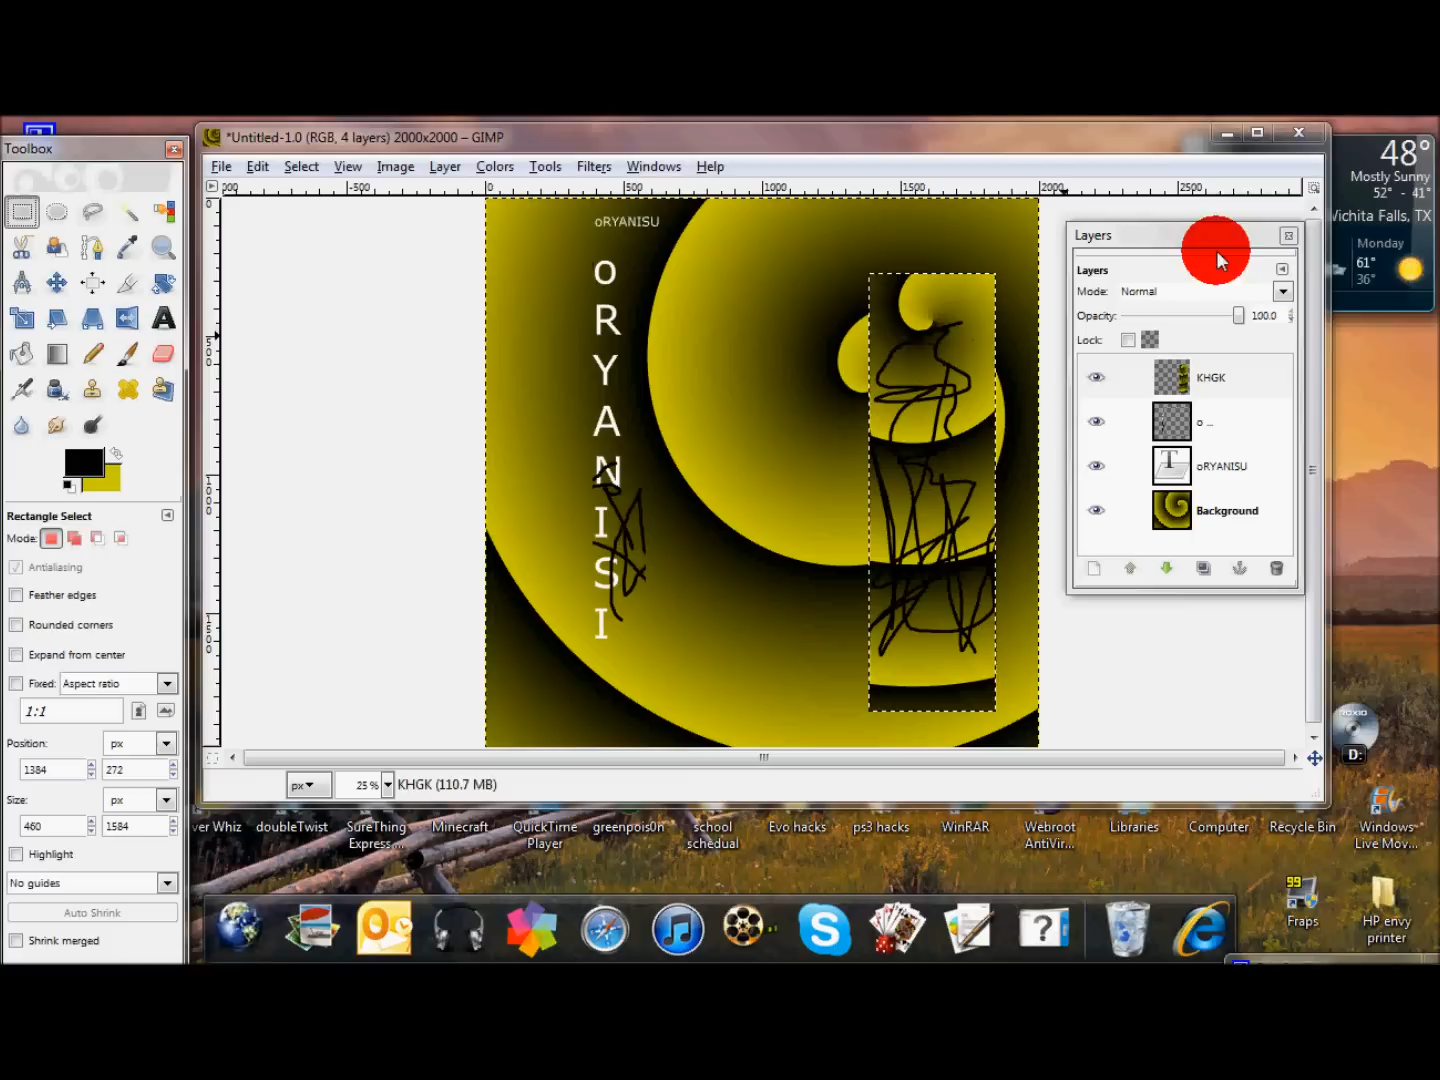 *Untitled-1.0 (RGB, 4 layers) 2000x2000 – GIMP
Toolbox
File Edit Select View Image Layer Colors Tools Filters Windows Help
-500 0 500 1000 1500 2000 2500
48°
Mostly Sunny
52° - 41°
Wichita Falls, TX
Monday
61°
36°
oRYANISU
o
R
Y
A
N
I
S
I
Layers
Layers
Mode: Normal
Opacity: 100.0
Lock:
KHGK
o ...
oRYANISU
Background
Rectangle Select
Mode:
Antialiasing
Feather edges
Rounded corners
Expand from center
Fixed: Aspect ratio
1:1
Position: px
1384 272
Size: px
460 1584
Highlight
No guides
Auto Shrink
Shrink merged
px 25 % KHGK (110.7 MB)
ROXIO
D:
ver Whiz
doubleTwist
SureThing
Express ...
Minecraft
QuickTime
Player
greenpois0n
school
schedual
Evo hacks
ps3 hacks
WinRAR
Webroot
AntiVir...
Libraries
Computer
Recycle Bin
Windows
Live Mov...
99
Fraps
HP envy
printer